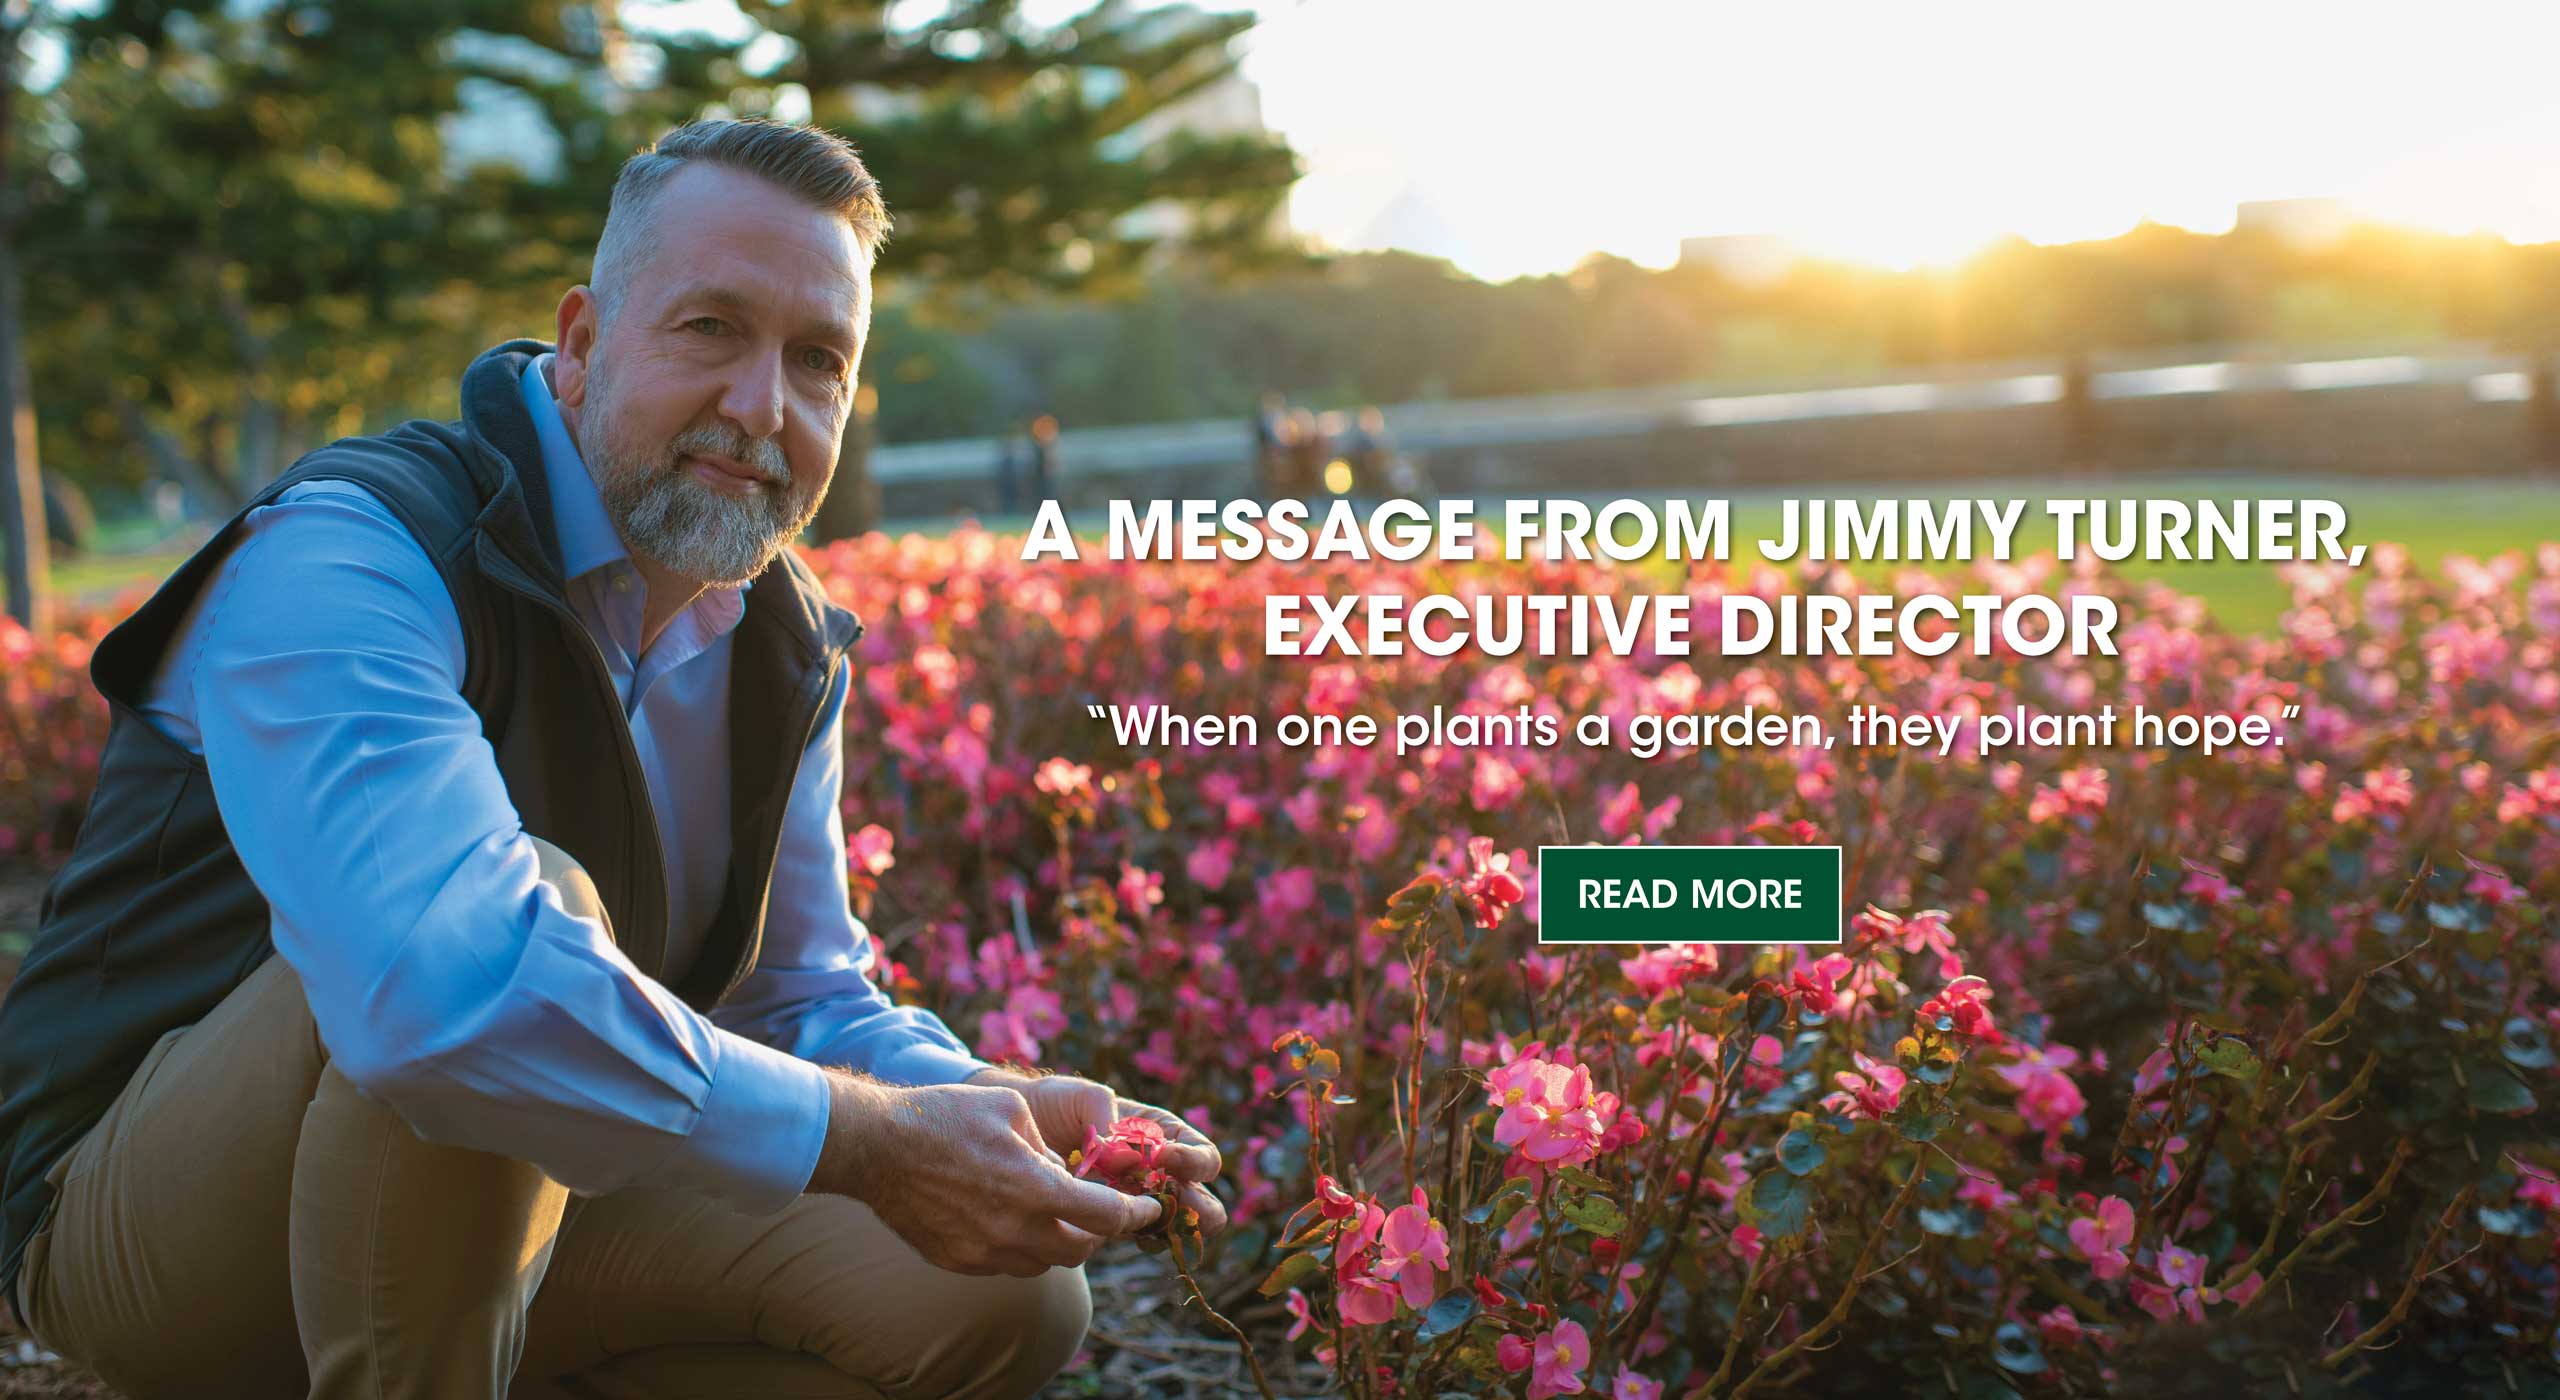 A MESSAGE FROM JIMMY TURNER,
EXECUTIVE DIRECTOR
“When one plants a garden, they plant hope.”
READ MORE